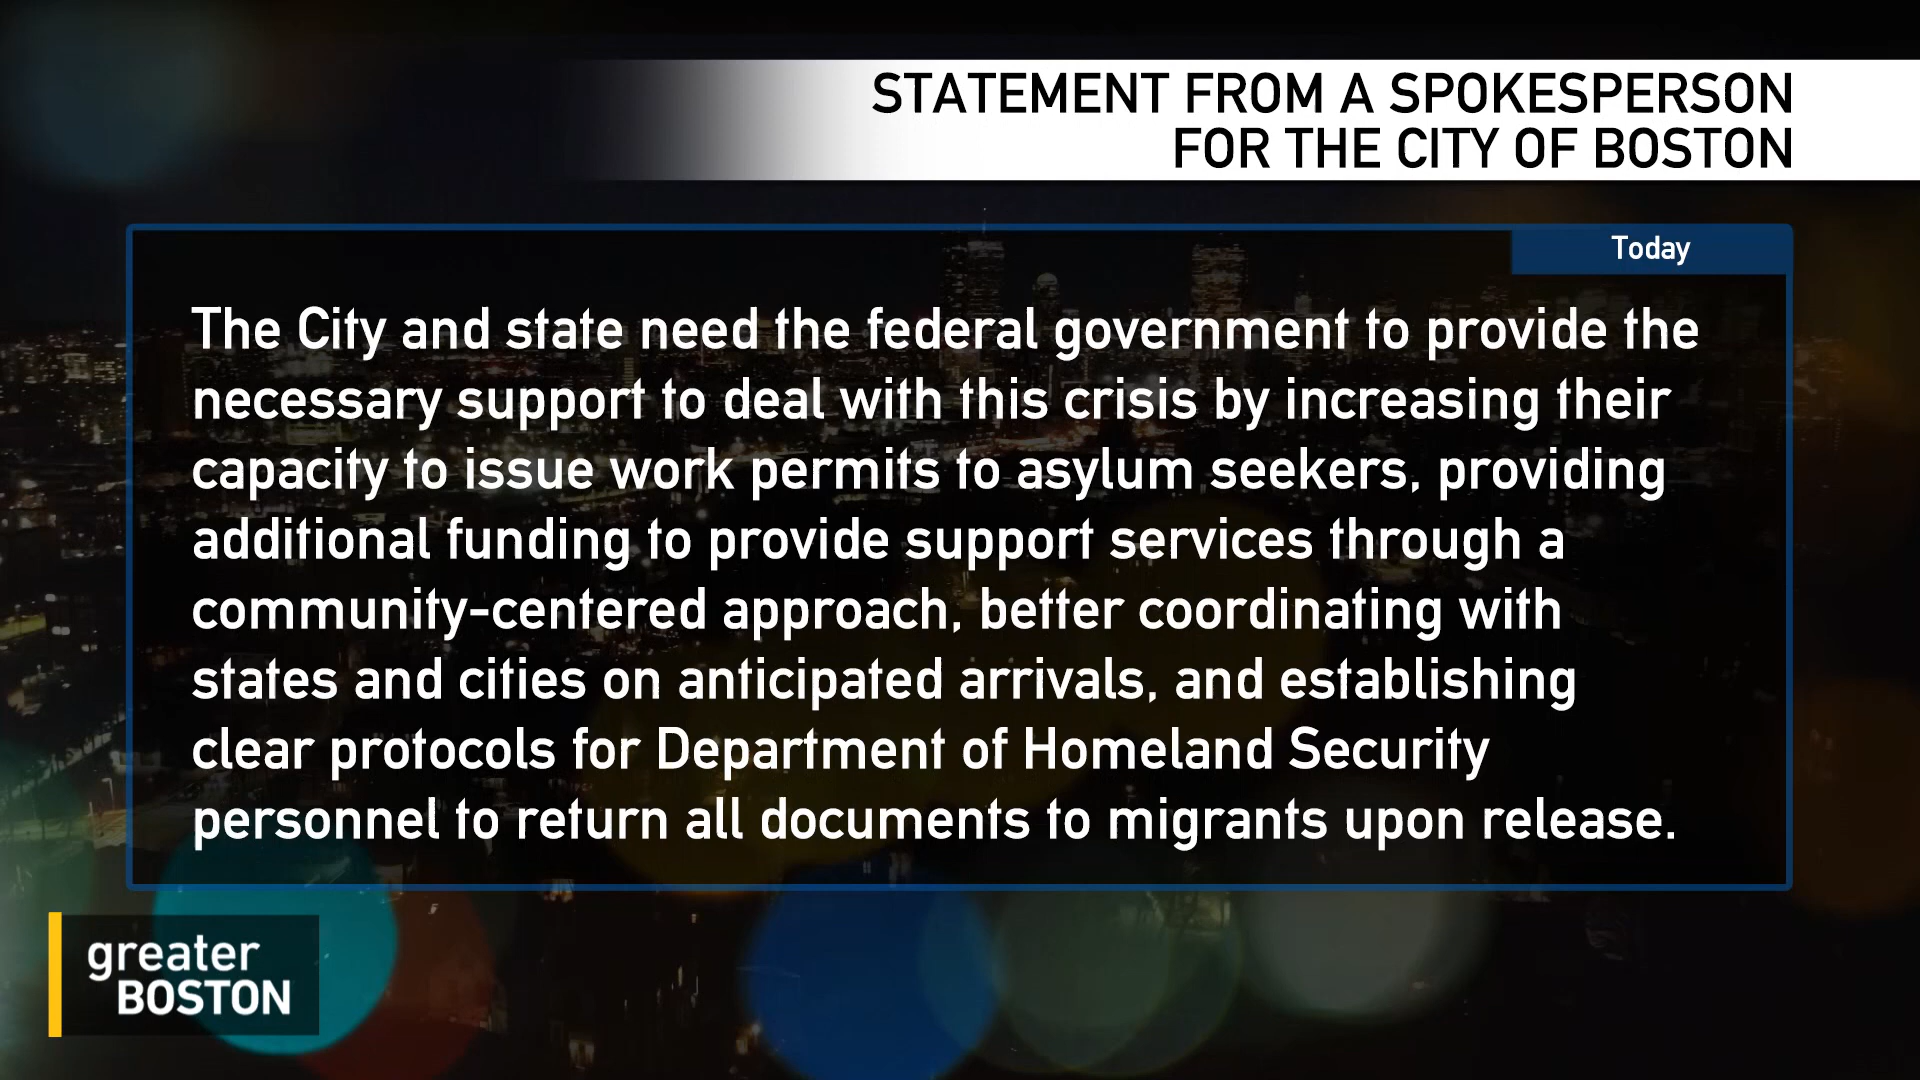 STATEMENT FROM A SPOKESPERSON
FOR THE CITY OF BOSTON
Today
The City and state need the federal government to provide the
necessary support to deal with this crisis by increasing their
capacity to issue work permits to asylum seekers, providing
additional funding to provide support services through a
community-centered approach, better coordinating with
states and cities on anticipated arrivals, and establishing
clear protocols for Department of Homeland Security
personnel to return all documents to migrants upon release.
greater
BOSTON